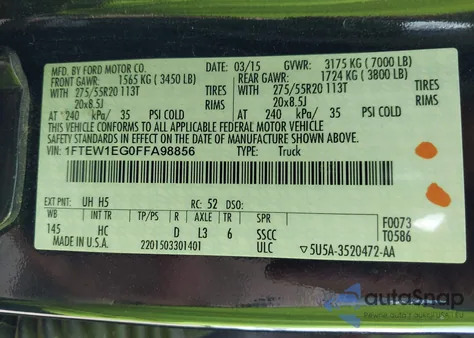 MFD. BY FORD MOTOR CO. 03/15 GVWR: 3175 KG ( 7000 LB)
FRONT GAWR: 1565 KG ( 3450 LB) REAR GAWR: 1724 KG ( 3800 LB)
WITH 275/55R20 113T TIRES WITH 275/55R20 113T TIRES
20x8.5J RIMS 20x8.5J RIMS
AT 240 kPa/ 35 PSI COLD AT 240 kPa/ 35 PSI COLD
THIS VEHICLE CONFORMS TO ALL APPLICABLE FEDERAL MOTOR VEHICLE
SAFETY STANDARDS IN EFFECT ON THE DATE OF MANUFACTURE SHOWN ABOVE.
VIN: 1FTEW1EG0FFA98856 TYPE: Truck
EXT PNT: UH H5 RC: 52 DSO: F0073
WB INT TR TP/PS R AXLE TR SPR T0586
145 HC D L3 6 SSCC
MADE IN U.S.A. 2201503301401 ULC ▽5U5A-3520472-AA
autoSnap